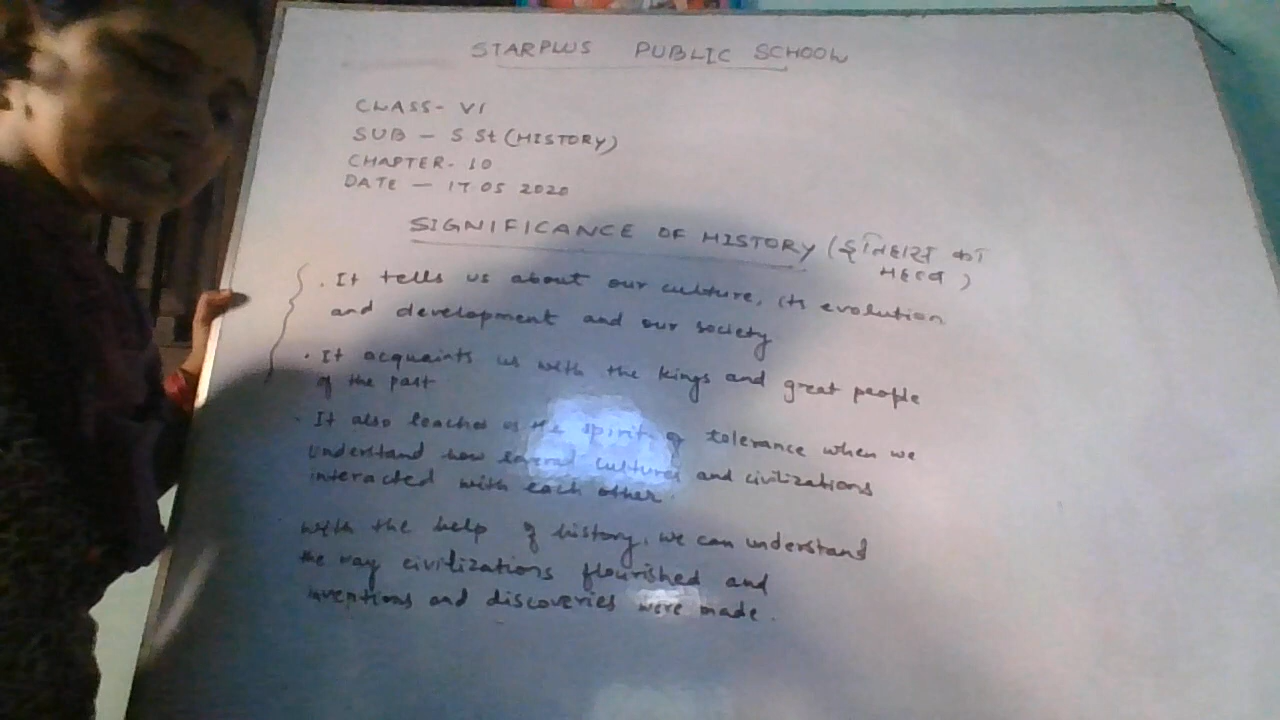 STARPLUS PUBLIC SCHOOL
CLASS- VI
SUB - S St (HISTORY)
CHAPTER- 10
DATE - 17 05 2020
SIGNIFICANCE OF HISTORY (इतिहास का
महत्व )
. It tells us about our culture, its evolution
and development and our society
. It acquaints us with the kings and great people
of the past
. It also teaches us the spirit of tolerance when we
understand how several cultures and civilizations
interacted with each other.
with the help of history, we can understand
the way civilizations flourished and
inventions and discoveries were made.